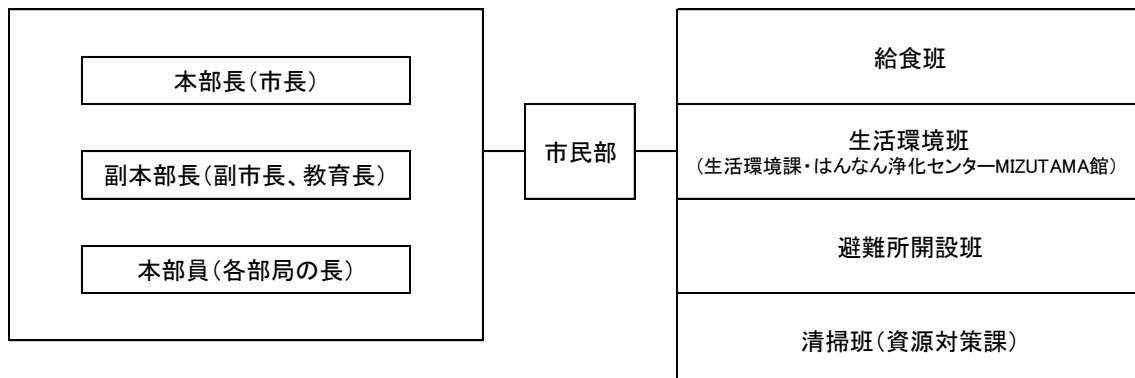 本部長（市長）
副本部長（副市長、教育長）
本部員（各部局の長）
市民部
給食班
生活環境班
（生活環境課・はんなん浄化センターMIZUTAMA館）
避難所開設班
清掃班（資源対策課）